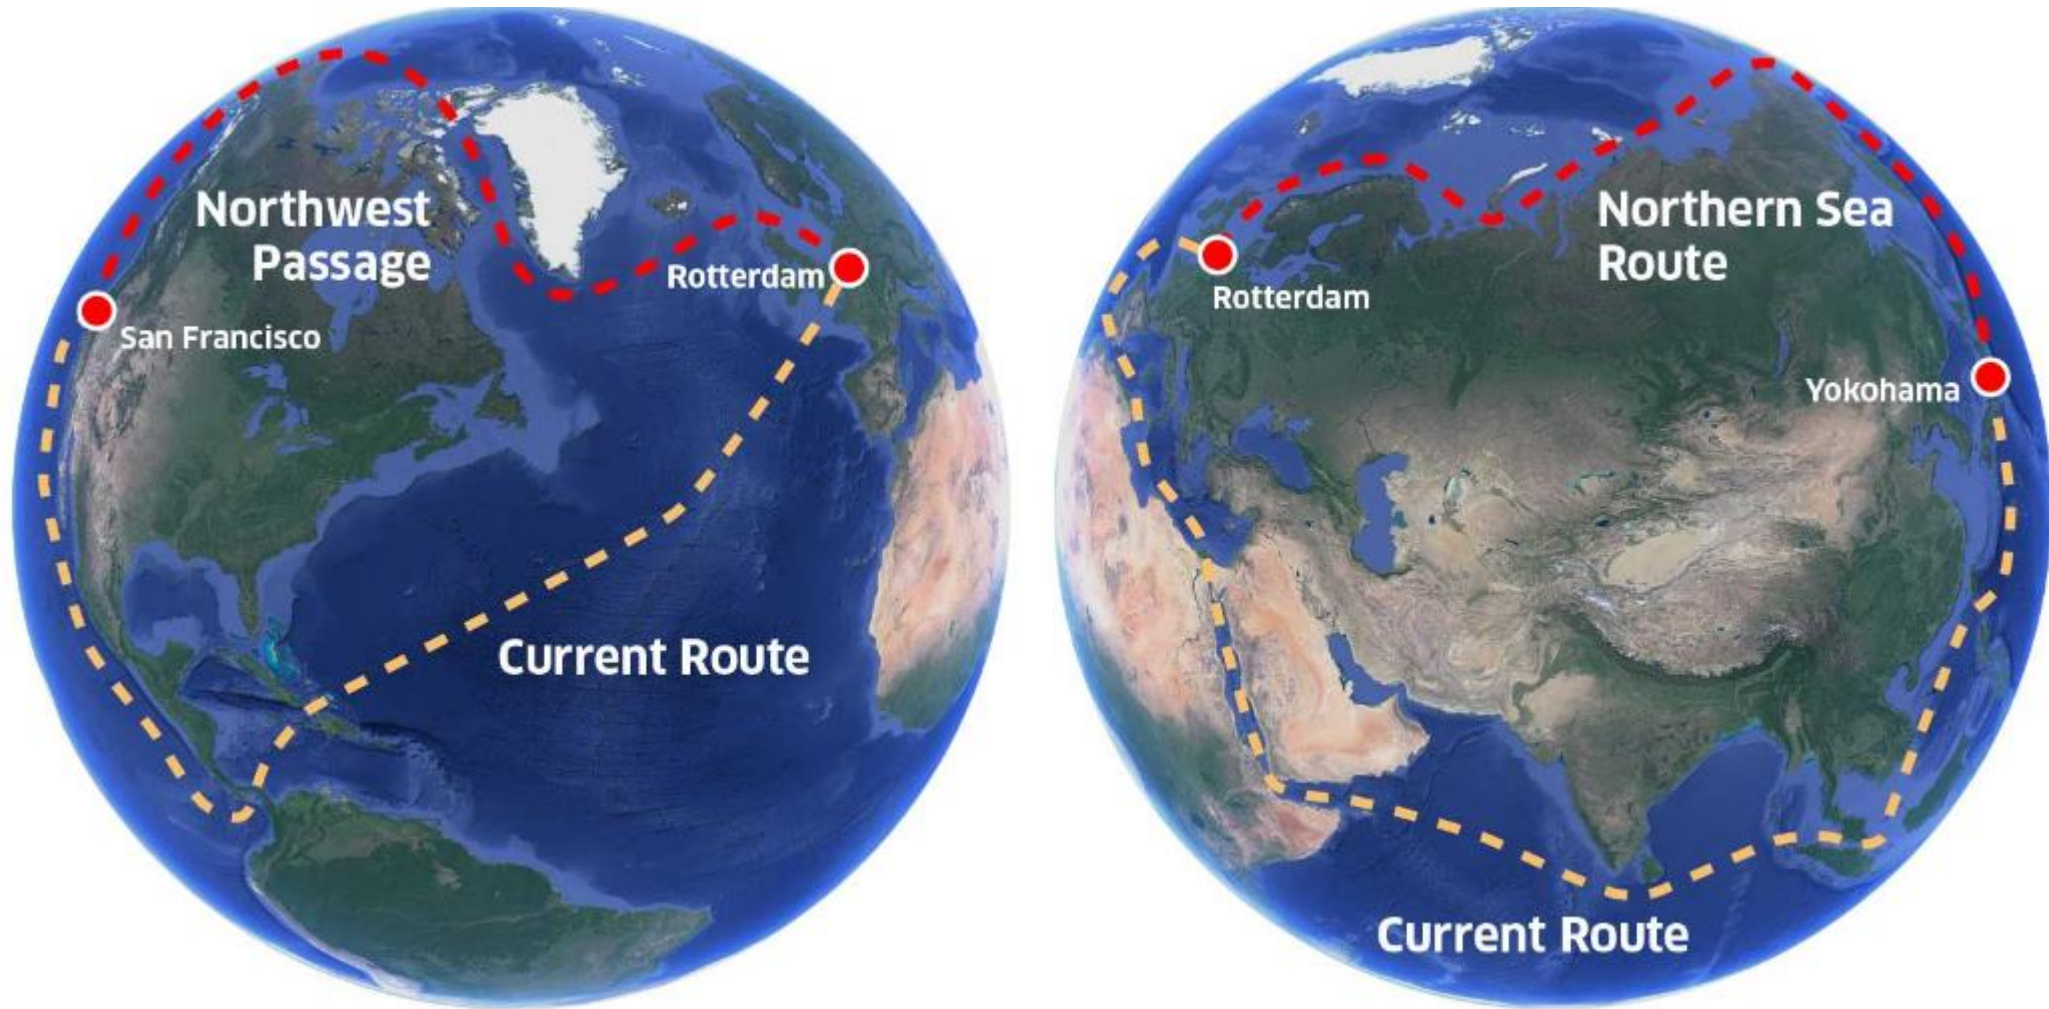 Northwest
Passage
Rotterdam
San Francisco
Current Route
Northern Sea
Route
Rotterdam
Yokohama
Current Route